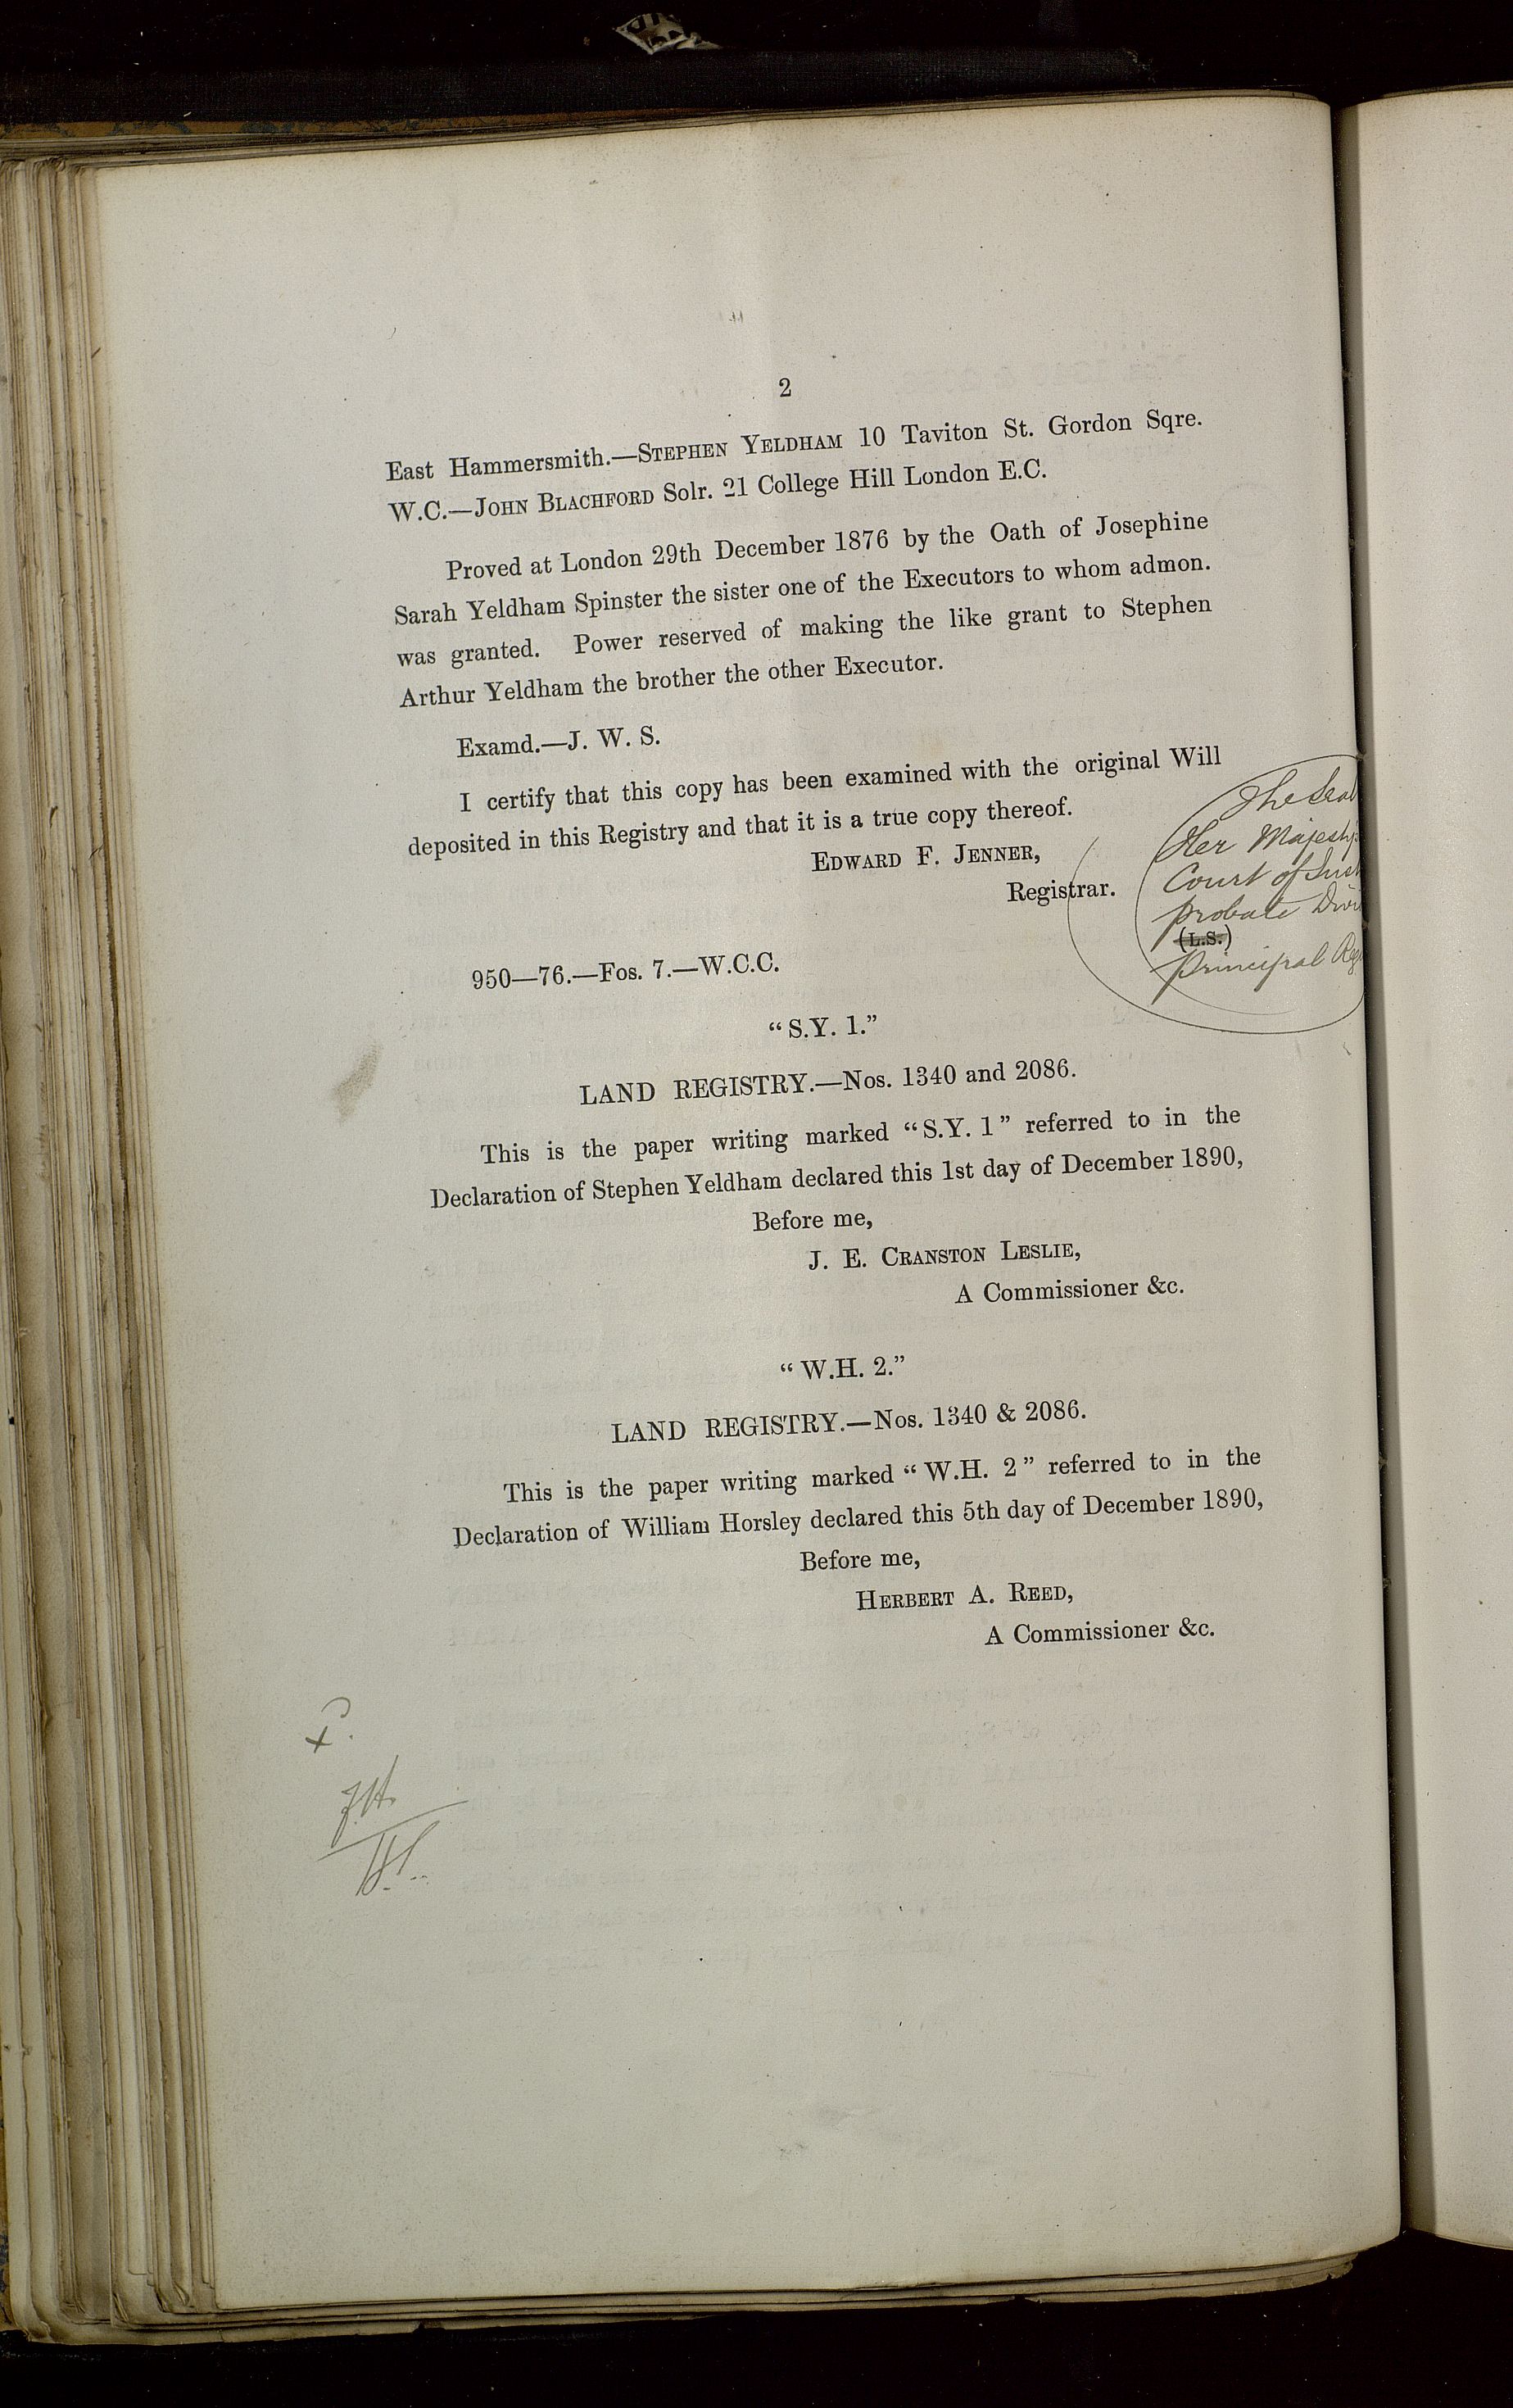 2
East Hammersmith.—STEPHEN YELDHAM 10 Taviton St. Gordon Sqre.
W.C.—JOHN BLACHFORD Solr. 21 College Hill London E.C.
Proved at London 29th December 1876 by the Oath of Josephine
Sarah Yeldham Spinster the sister one of the Executors to whom admon.
was granted. Power reserved of making the like grant to Stephen
Arthur Yeldham the brother the other Executor.
Examd.—J. W. S.
I certify that this copy has been examined with the original Will
deposited in this Registry and that it is a true copy thereof.
EDWARD F. JENNER,
Registrar.
The Seal
Her Majesty
Court of
Probate
(L.S.)
Principal
950—76.—Fos. 7.—W.C.C.
“S.Y. 1.”
LAND REGISTRY.—Nos. 1340 and 2086.
This is the paper writing marked “S.Y. 1” referred to in the
Declaration of Stephen Yeldham declared this 1st day of December 1890,
Before me,
J. E. CRANSTON LESLIE,
A Commissioner &c.
“W.H. 2.”
LAND REGISTRY.—Nos. 1340 & 2086.
This is the paper writing marked “W.H. 2” referred to in the
Declaration of William Horsley declared this 5th day of December 1890,
Before me,
HERBERT A. REED,
A Commissioner &c.